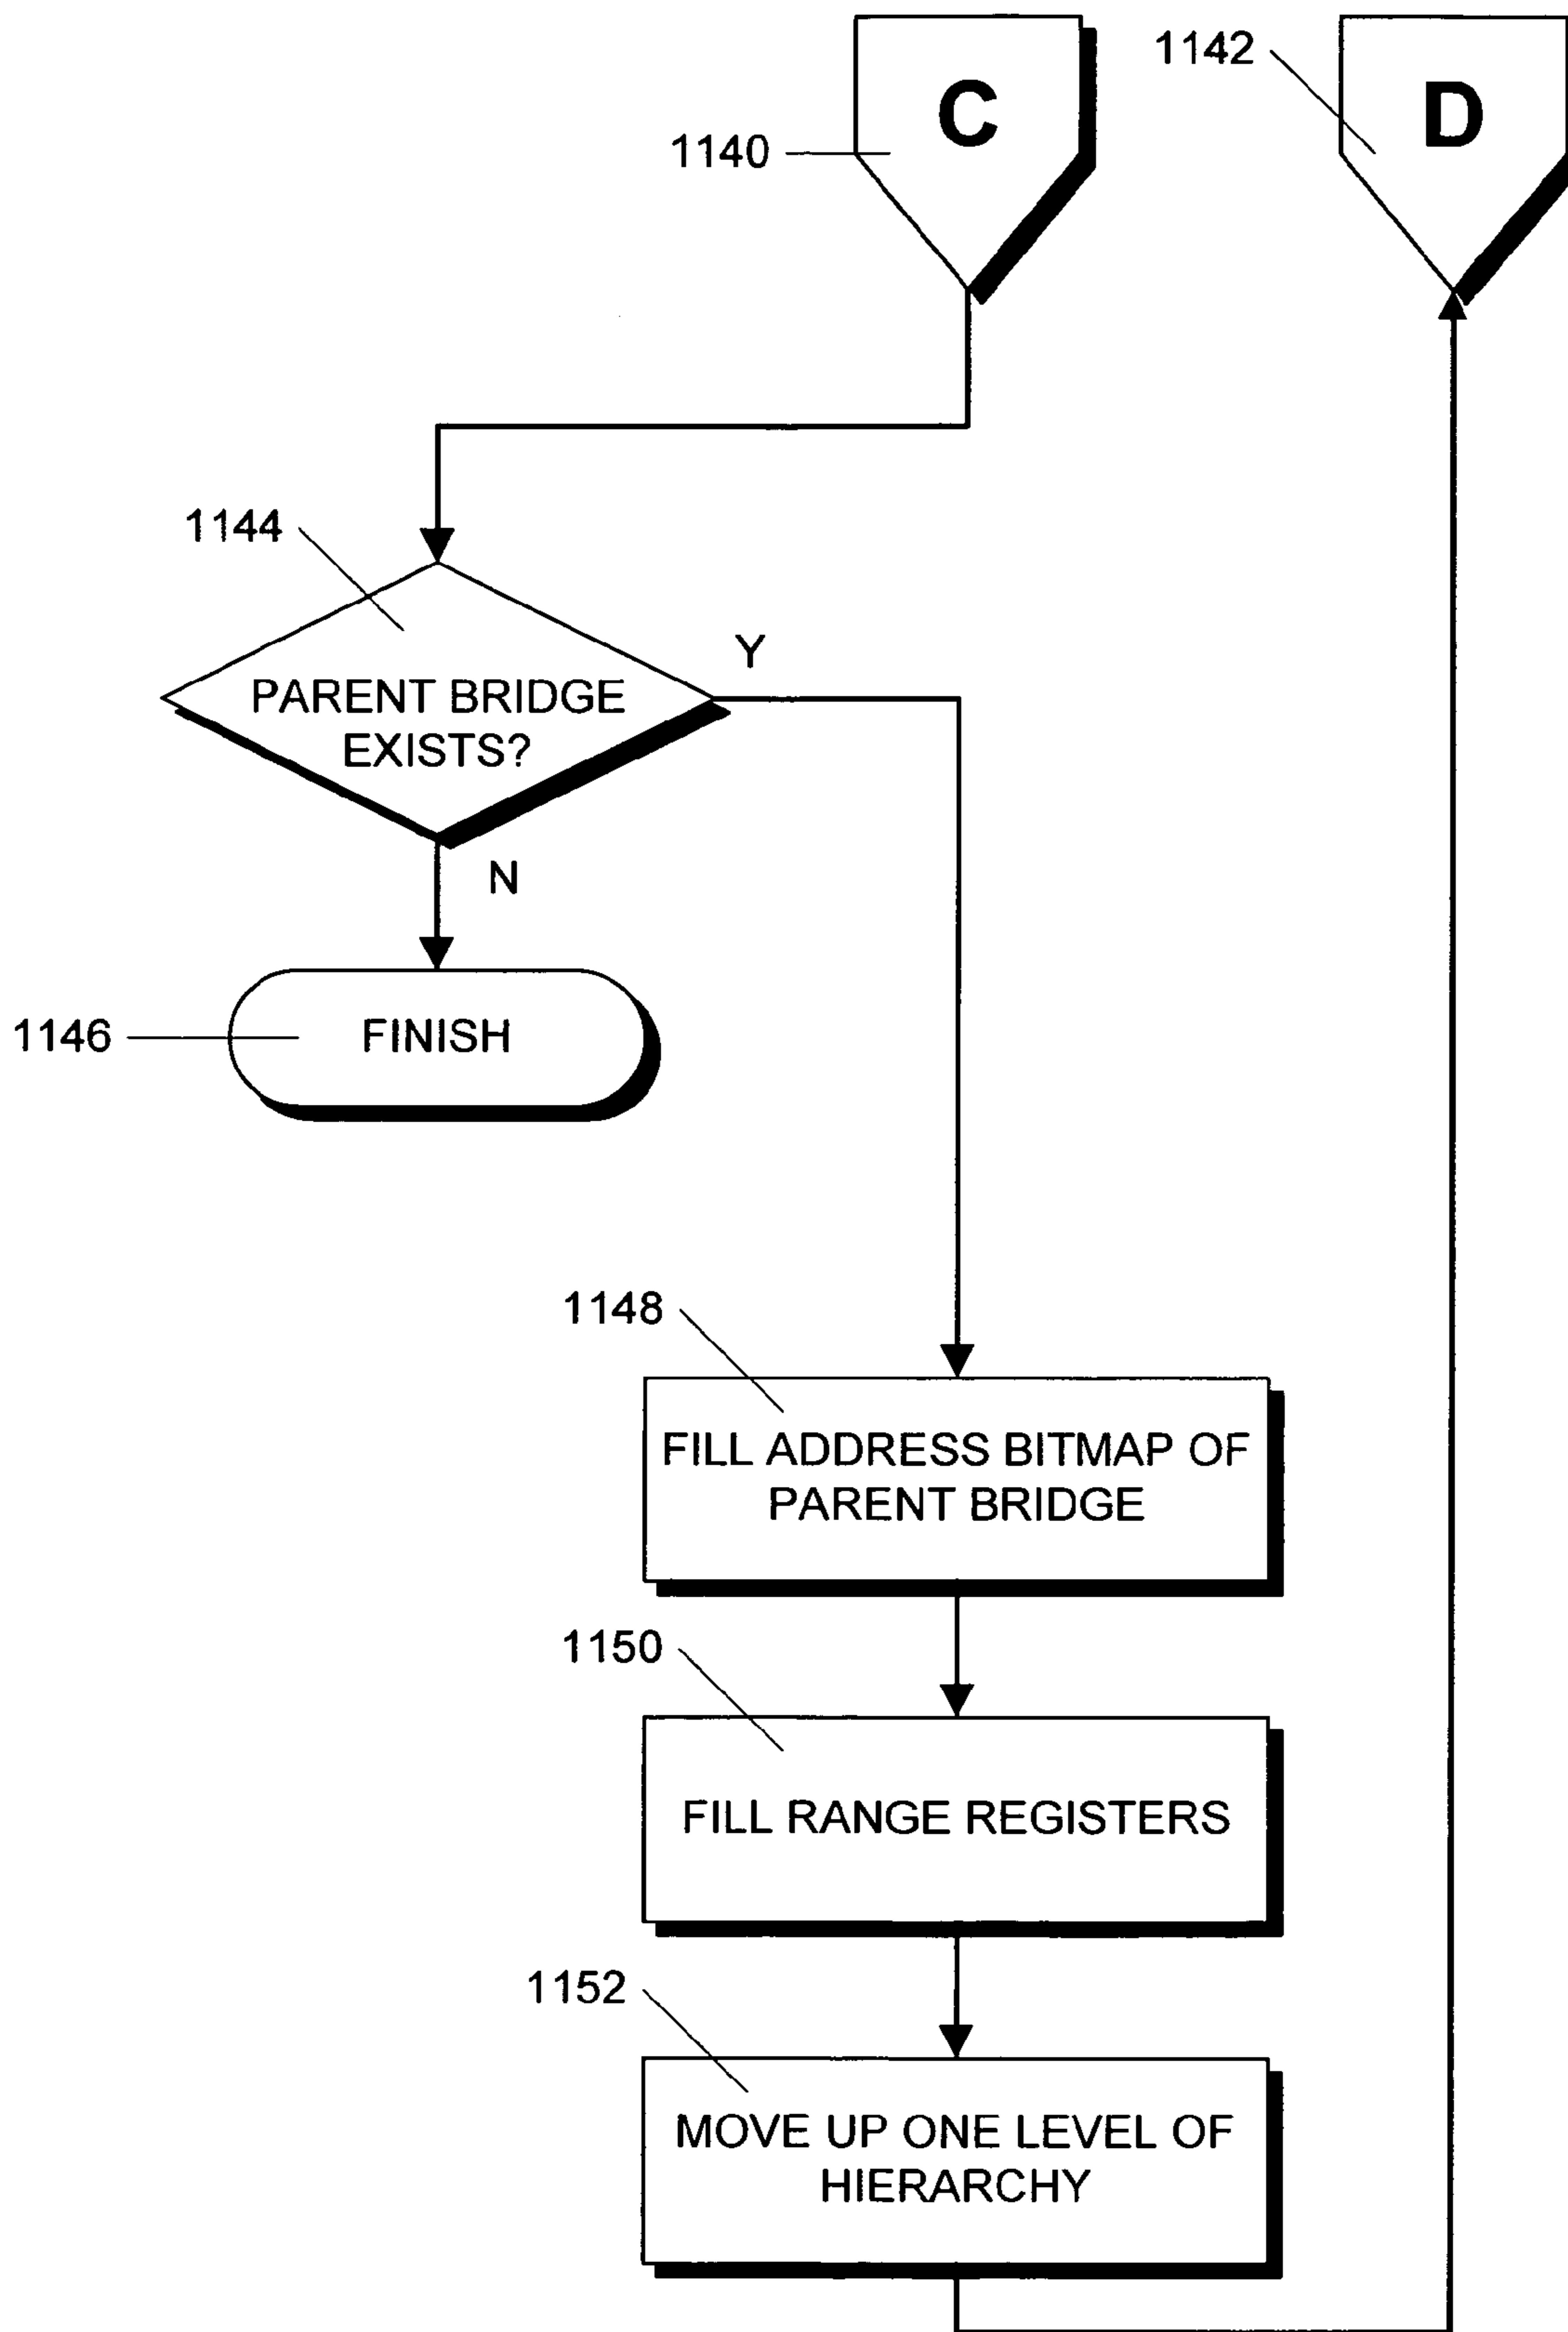 C
1140
1142
D
1144
PARENT BRIDGE
EXISTS?
Y
N
1146
FINISH
1148
FILL ADDRESS BITMAP OF
PARENT BRIDGE
1150
FILL RANGE REGISTERS
1152
MOVE UP ONE LEVEL OF
HIERARCHY